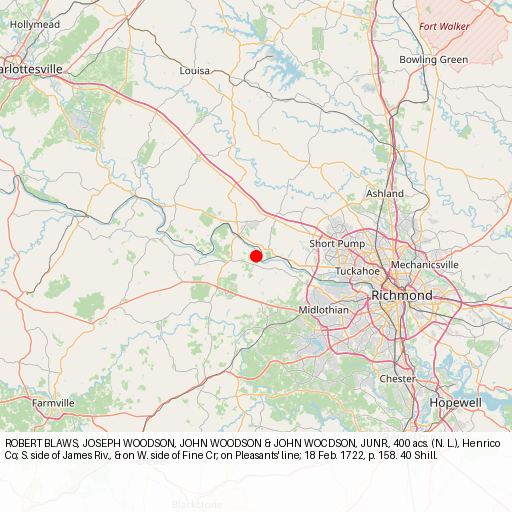 Hollymead
Fort Walker
Bowling Green
arlottesville
Louisa
Ashland
Short Pump
Mechanicsville
Tuckahoe
Richmond
Midlothian
Chester
Farmville
Hopewell
ROBERT BLAWS, JOSEPH WOODSON, JOHN WOODSON & JOHN WOCDSON, JUNR, 400 acs. (N. L.), Henrico
Co; S. side of James Riv., & on W. side of Fine Cr, on Pleasants' line; 18 Feb. 1722, p. 158. 40 Shill.
Blackstone